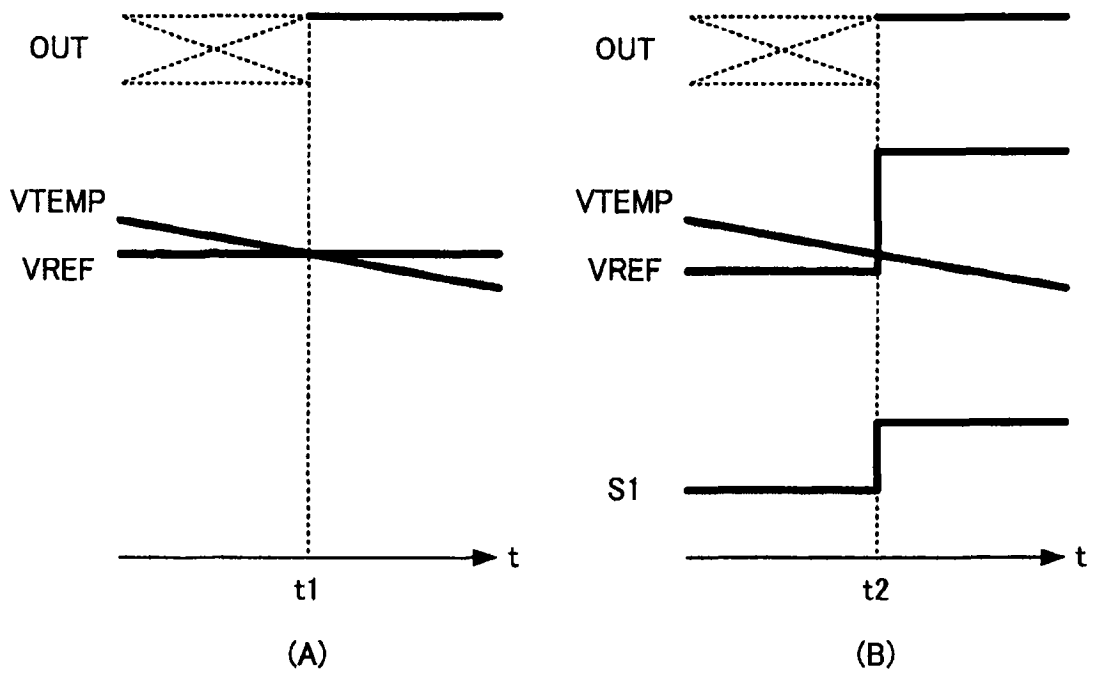 OUT
VTEMP
VREF
t
t1
(A)
OUT
VTEMP
VREF
S1
t
t2
(B)